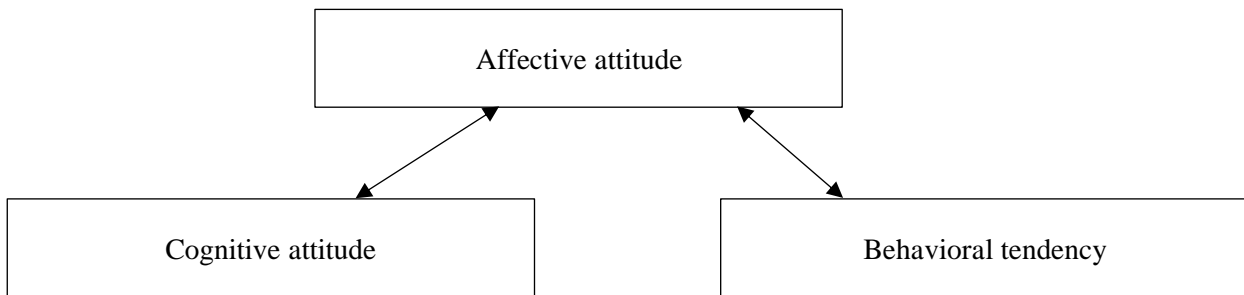 Affective attitude
Cognitive attitude
Behavioral tendency